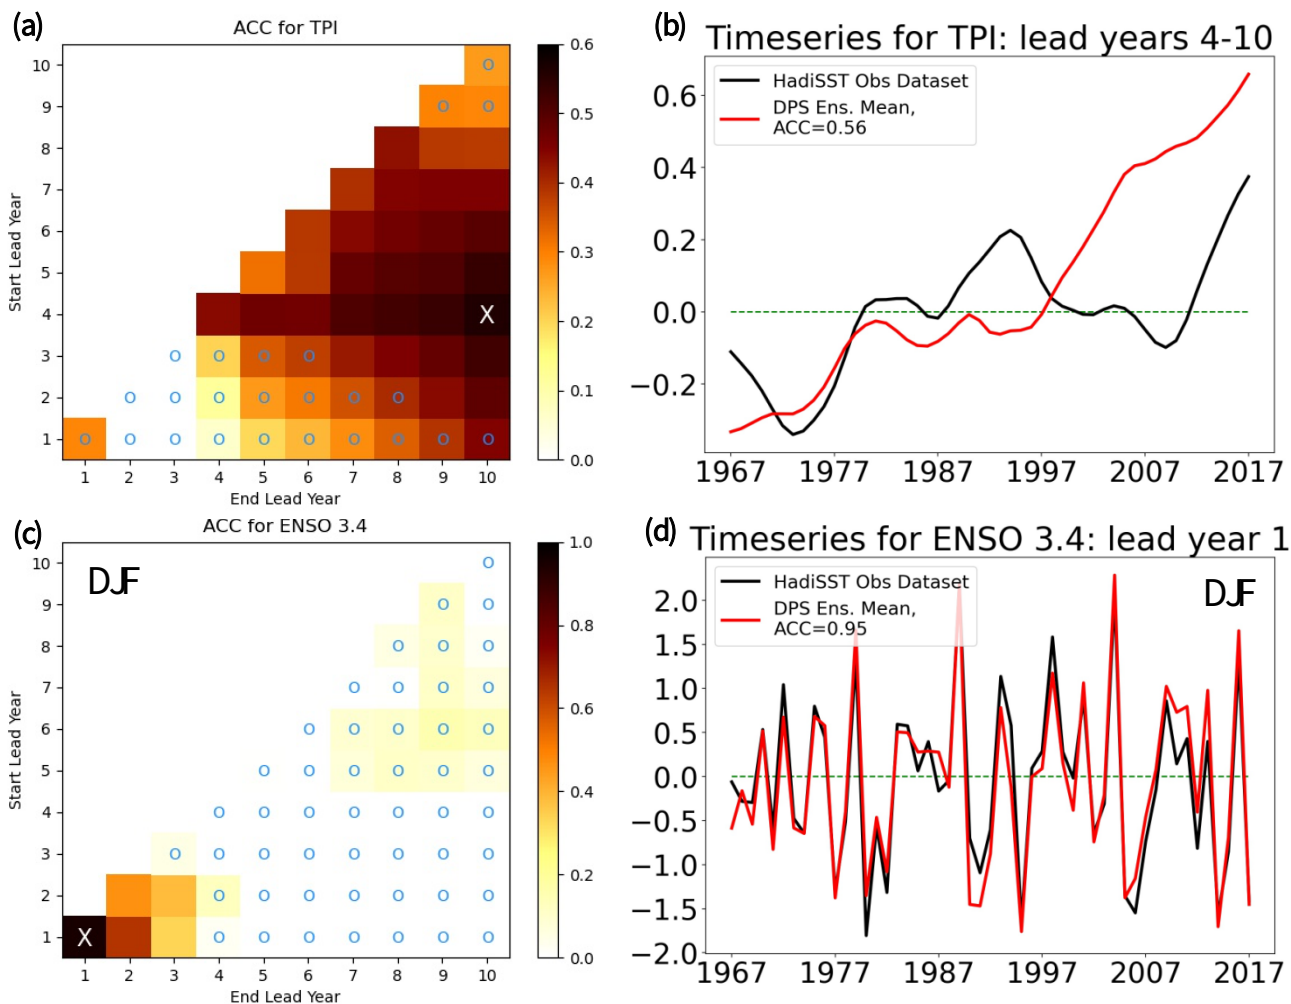 (a)
ACC for TPI
Start Lead Year
10
9
8
7
6
5
4
3
2
1
X
o o
o o o
o o o o o
o o o o o o o
o o o o o o o o o
1 2 3 4 5 6 7 8 9 10
End Lead Year
0.6
0.5
0.4
0.3
0.2
0.1
0.0
(b)
Timeseries for TPI: lead years 4-10
HadiSST Obs Dataset
DPS Ens. Mean,
ACC=0.56
0.6
0.4
0.2
0.0
−0.2
1967 1977 1987 1997 2007 2017
(c)
ACC for ENSO 3.4
DJF
Start Lead Year
10
9
8
7
6
5
4
3
2
1
X
1 2 3 4 5 6 7 8 9 10
End Lead Year
1.0
0.8
0.6
0.4
0.2
0.0
(d)
Timeseries for ENSO 3.4: lead year 1
HadiSST Obs Dataset
DPS Ens. Mean,
ACC=0.95
DJF
2.0
1.5
1.0
0.5
0.0
−0.5
−1.0
−1.5
−2.0
1967 1977 1987 1997 2007 2017